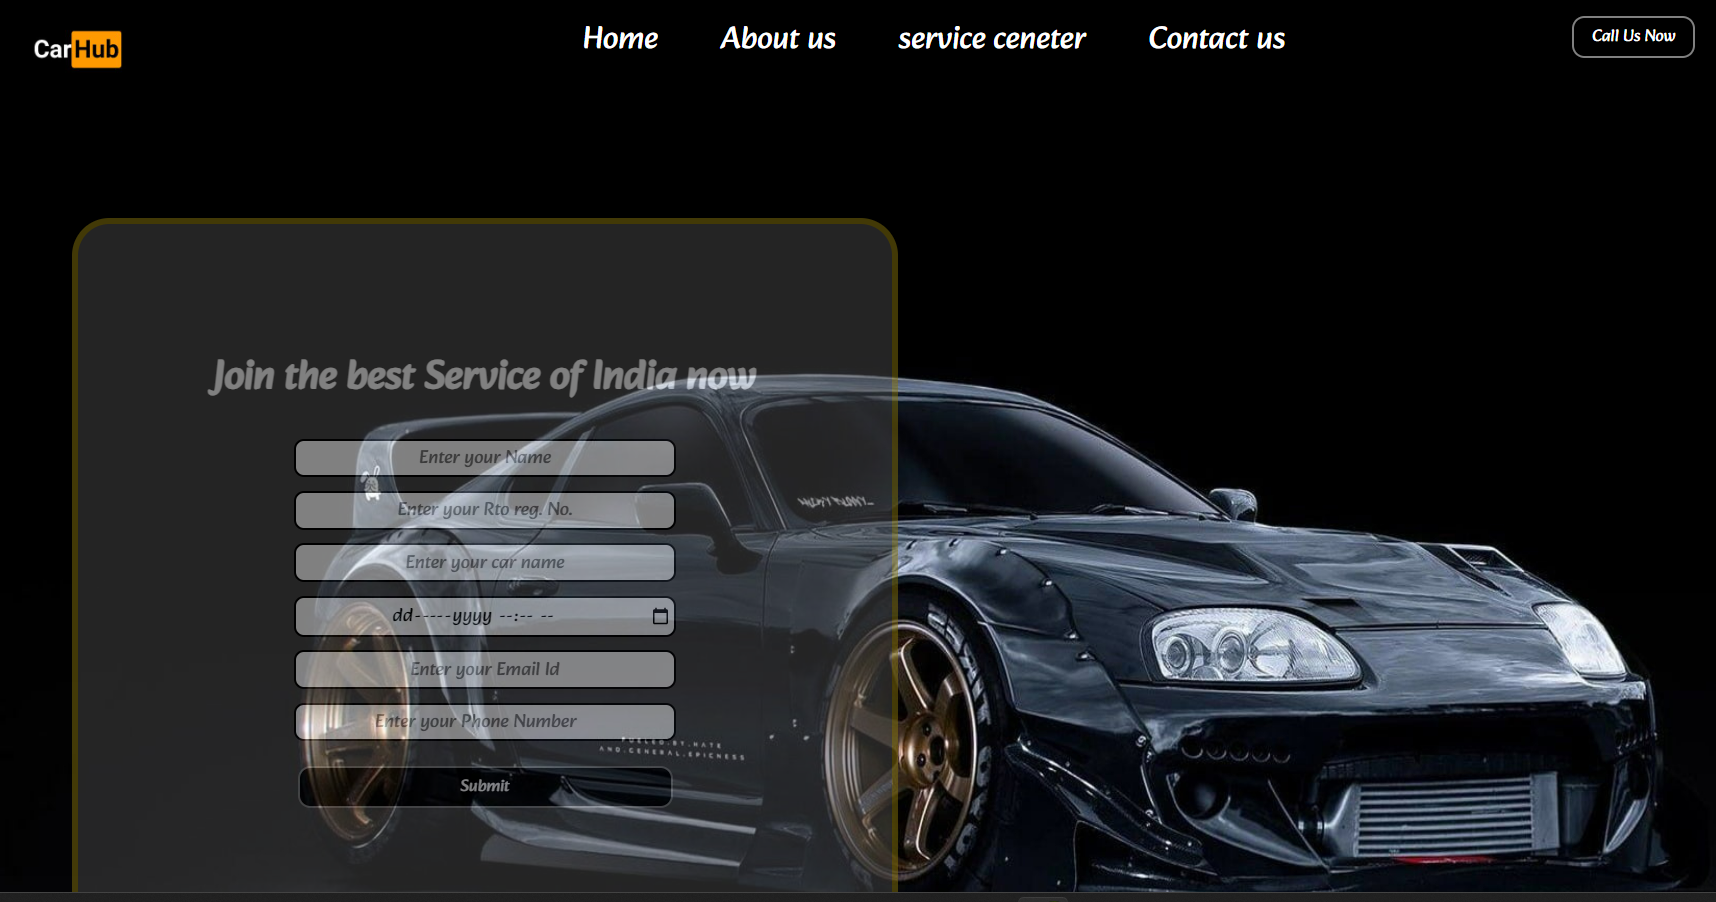 CarHub
Home About us service ceneter Contact us
Call Us Now
Join the best Service of India now
Enter your Name
Enter your Rto reg. No.
Enter your car name
dd-----yyyy --:-- --
Enter your Email Id
Enter your Phone Number
FUELED.BY.HATE
AND.GENERAL.EPICNESS
Submit